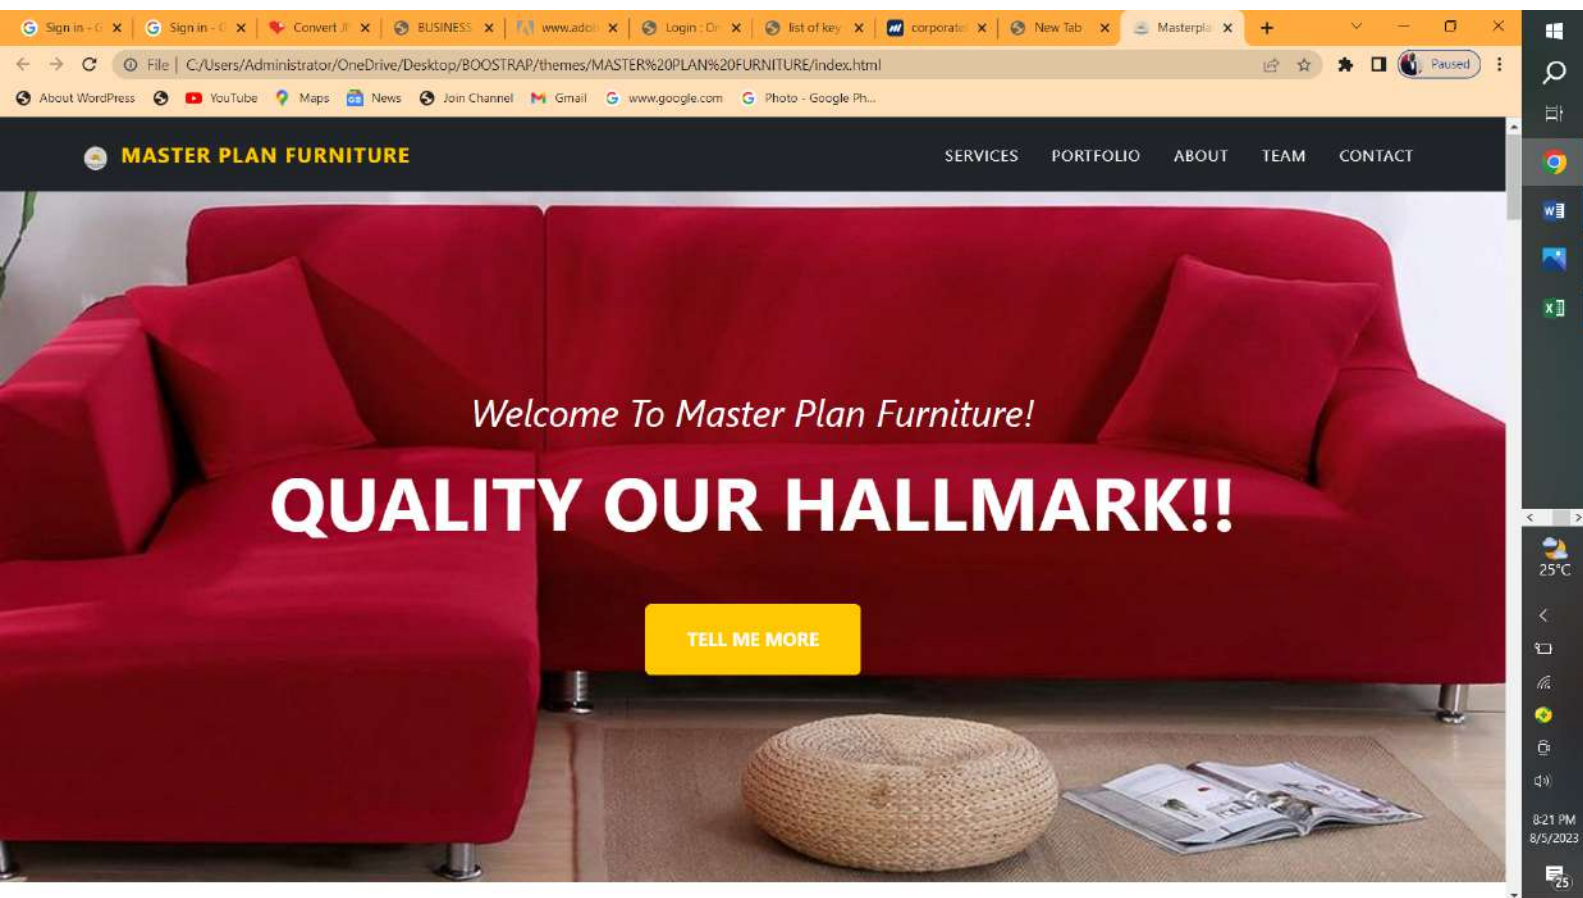 Sign in - G
Sign in - G
Convert
BUSINESS
www.adob
Login : Dr
list of key
corporate
New Tab
Masterpla
File | C:/Users/Administrator/OneDrive/Desktop/BOOSTRAP/themes/MASTER%20PLAN%20FURNITURE/index.html
Paused
About WordPress
YouTube
Maps
News
Join Channel
Gmail
www.google.com
Photo - Google Ph...
MASTER PLAN FURNITURE
SERVICES
PORTFOLIO
ABOUT
TEAM
CONTACT
Welcome To Master Plan Furniture!
QUALITY OUR HALLMARK!!
TELL ME MORE
25°C
8:21 PM
8/5/2023
25